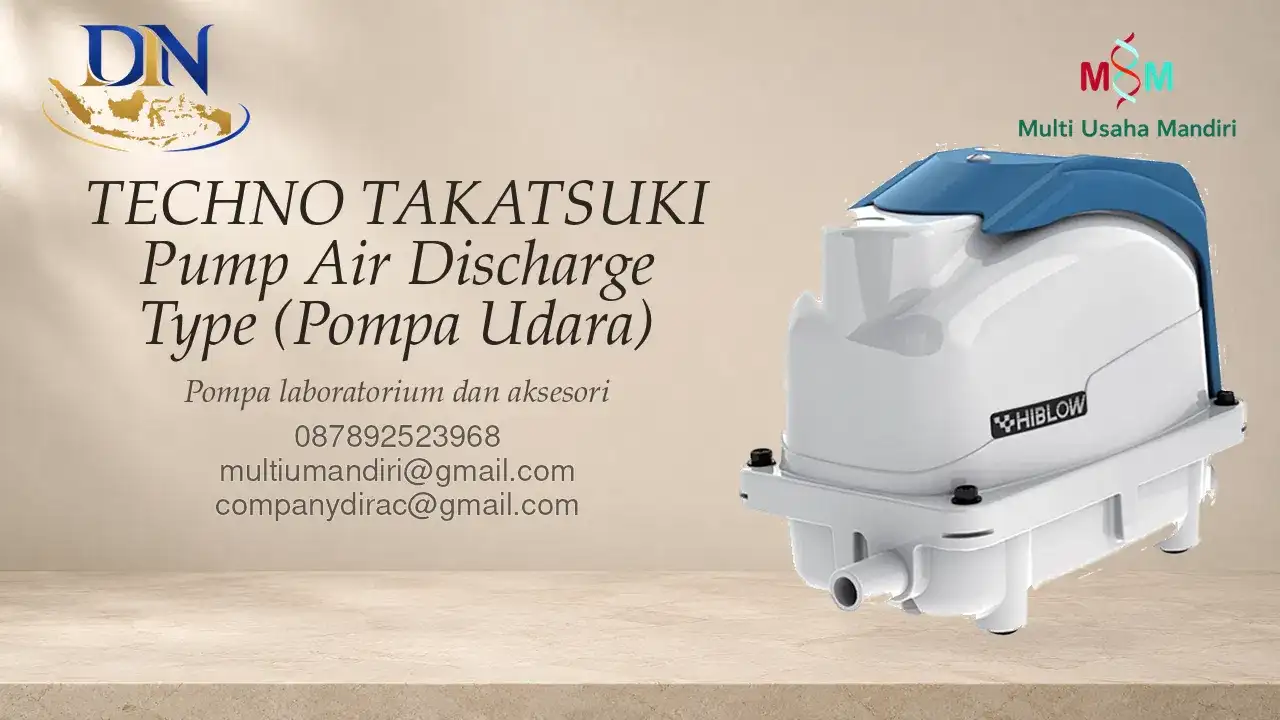 DN
M M
Multi Usaha Mandiri
TECHNO TAKATSUKI
Pump Air Discharge
Type (Pompa Udara)
Pompa laboratorium dan aksesori
087892523968
multiumandiri@gmail.com
companydirac@gmail.com
HIBLOW